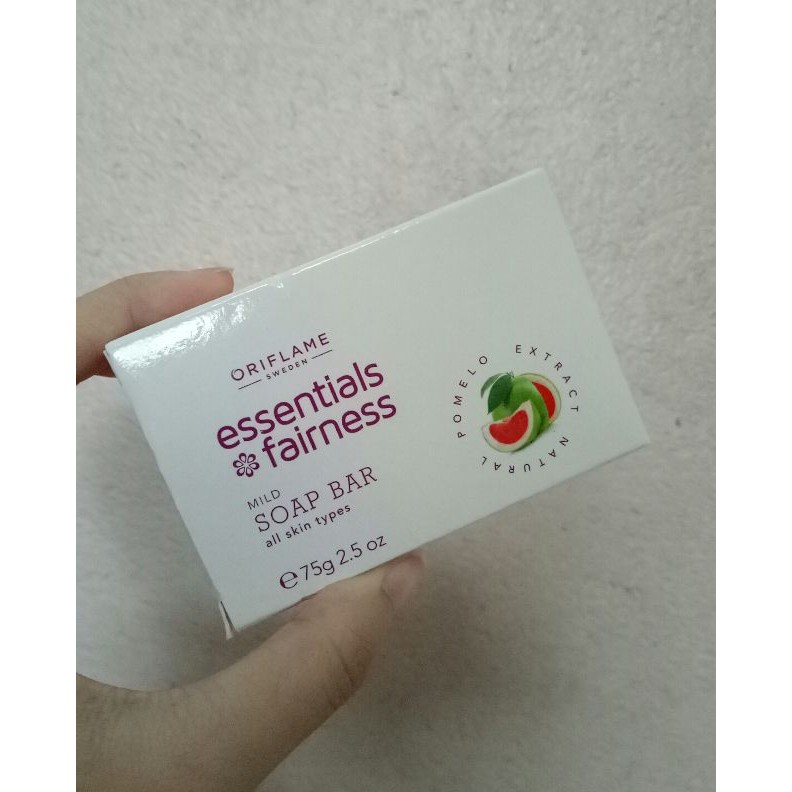 ORIFLAME
SWEDEN
essentials
fairness
MILD
SOAP BAR
all skin types
℮75g 2.5 oz
NATURAL POMELO EXTRACT